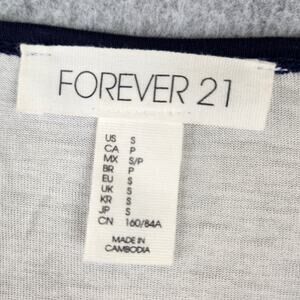 FOREVER 21
US S
CA P
MX S/P
BR P
EU S
UK S
KR S
JP S
CN 160/84A
MADE IN
CAMBODIA